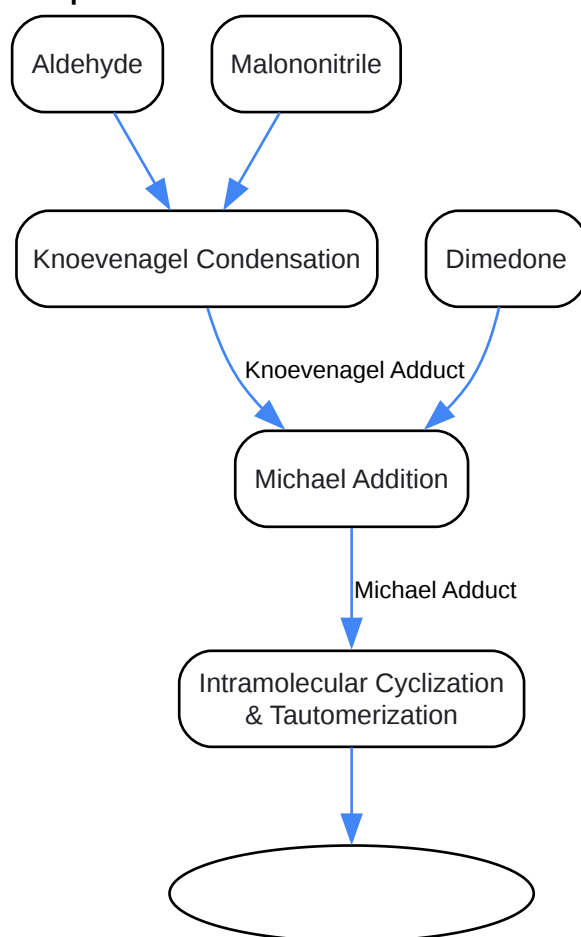 Aldehyde
Malononitrile
Knoevenagel Condensation
Dimedone
Knoevenagel Adduct
Michael Addition
Michael Adduct
Intramolecular Cyclization
& Tautomerization